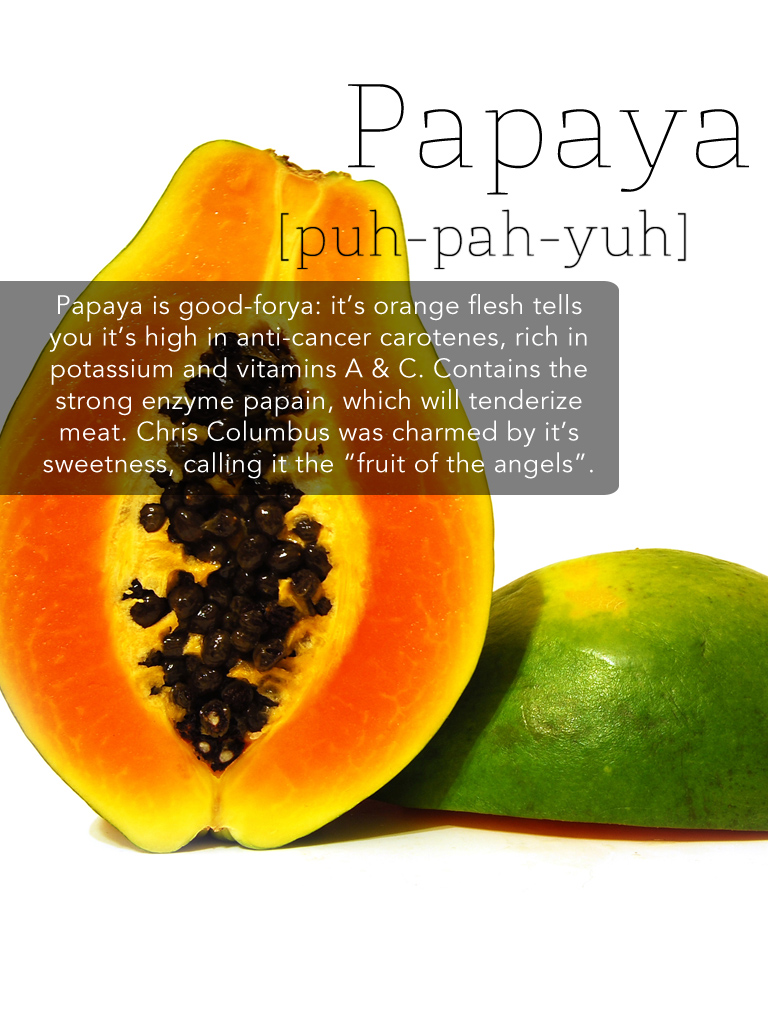 Papaya
[puh-pah-yuh]
Papaya is good-forya: it’s orange flesh tells
you it’s high in anti-cancer carotenes, rich in
potassium and vitamins A & C. Contains the
strong enzyme papain, which will tenderize
meat. Chris Columbus was charmed by it’s
sweetness, calling it the “fruit of the angels”.